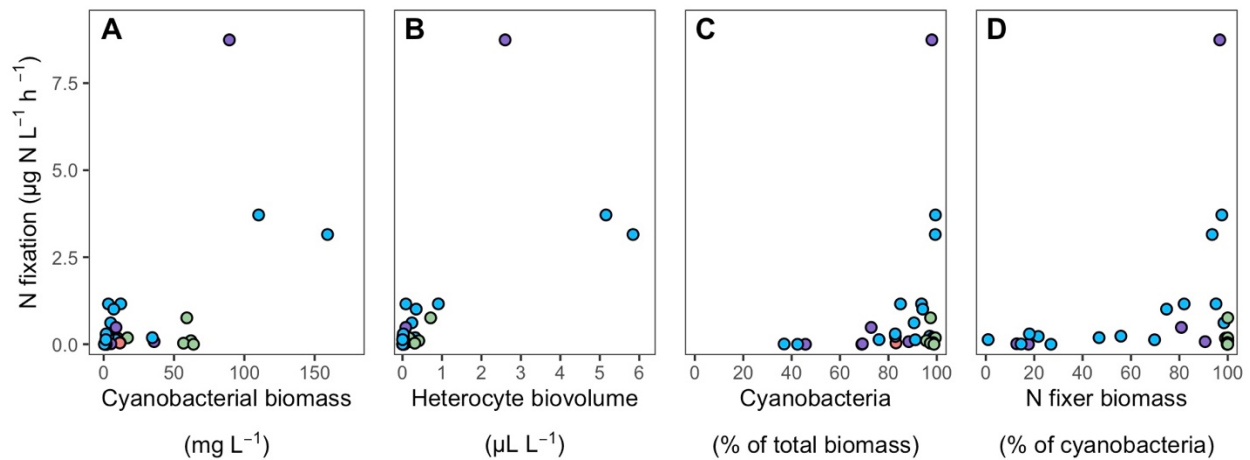 A
B
C
D
N fixation (µg N L⁻¹ h⁻¹)
7.5
5.0
2.5
0.0
0 50 100 150
0 1 2 3 4 5 6
0 20 40 60 80 100
0 20 40 60 80 100
Cyanobacterial biomass
(mg L⁻¹)
Heterocyte biovolume
(µL L⁻¹)
Cyanobacteria
(% of total biomass)
N fixer biomass
(% of cyanobacteria)